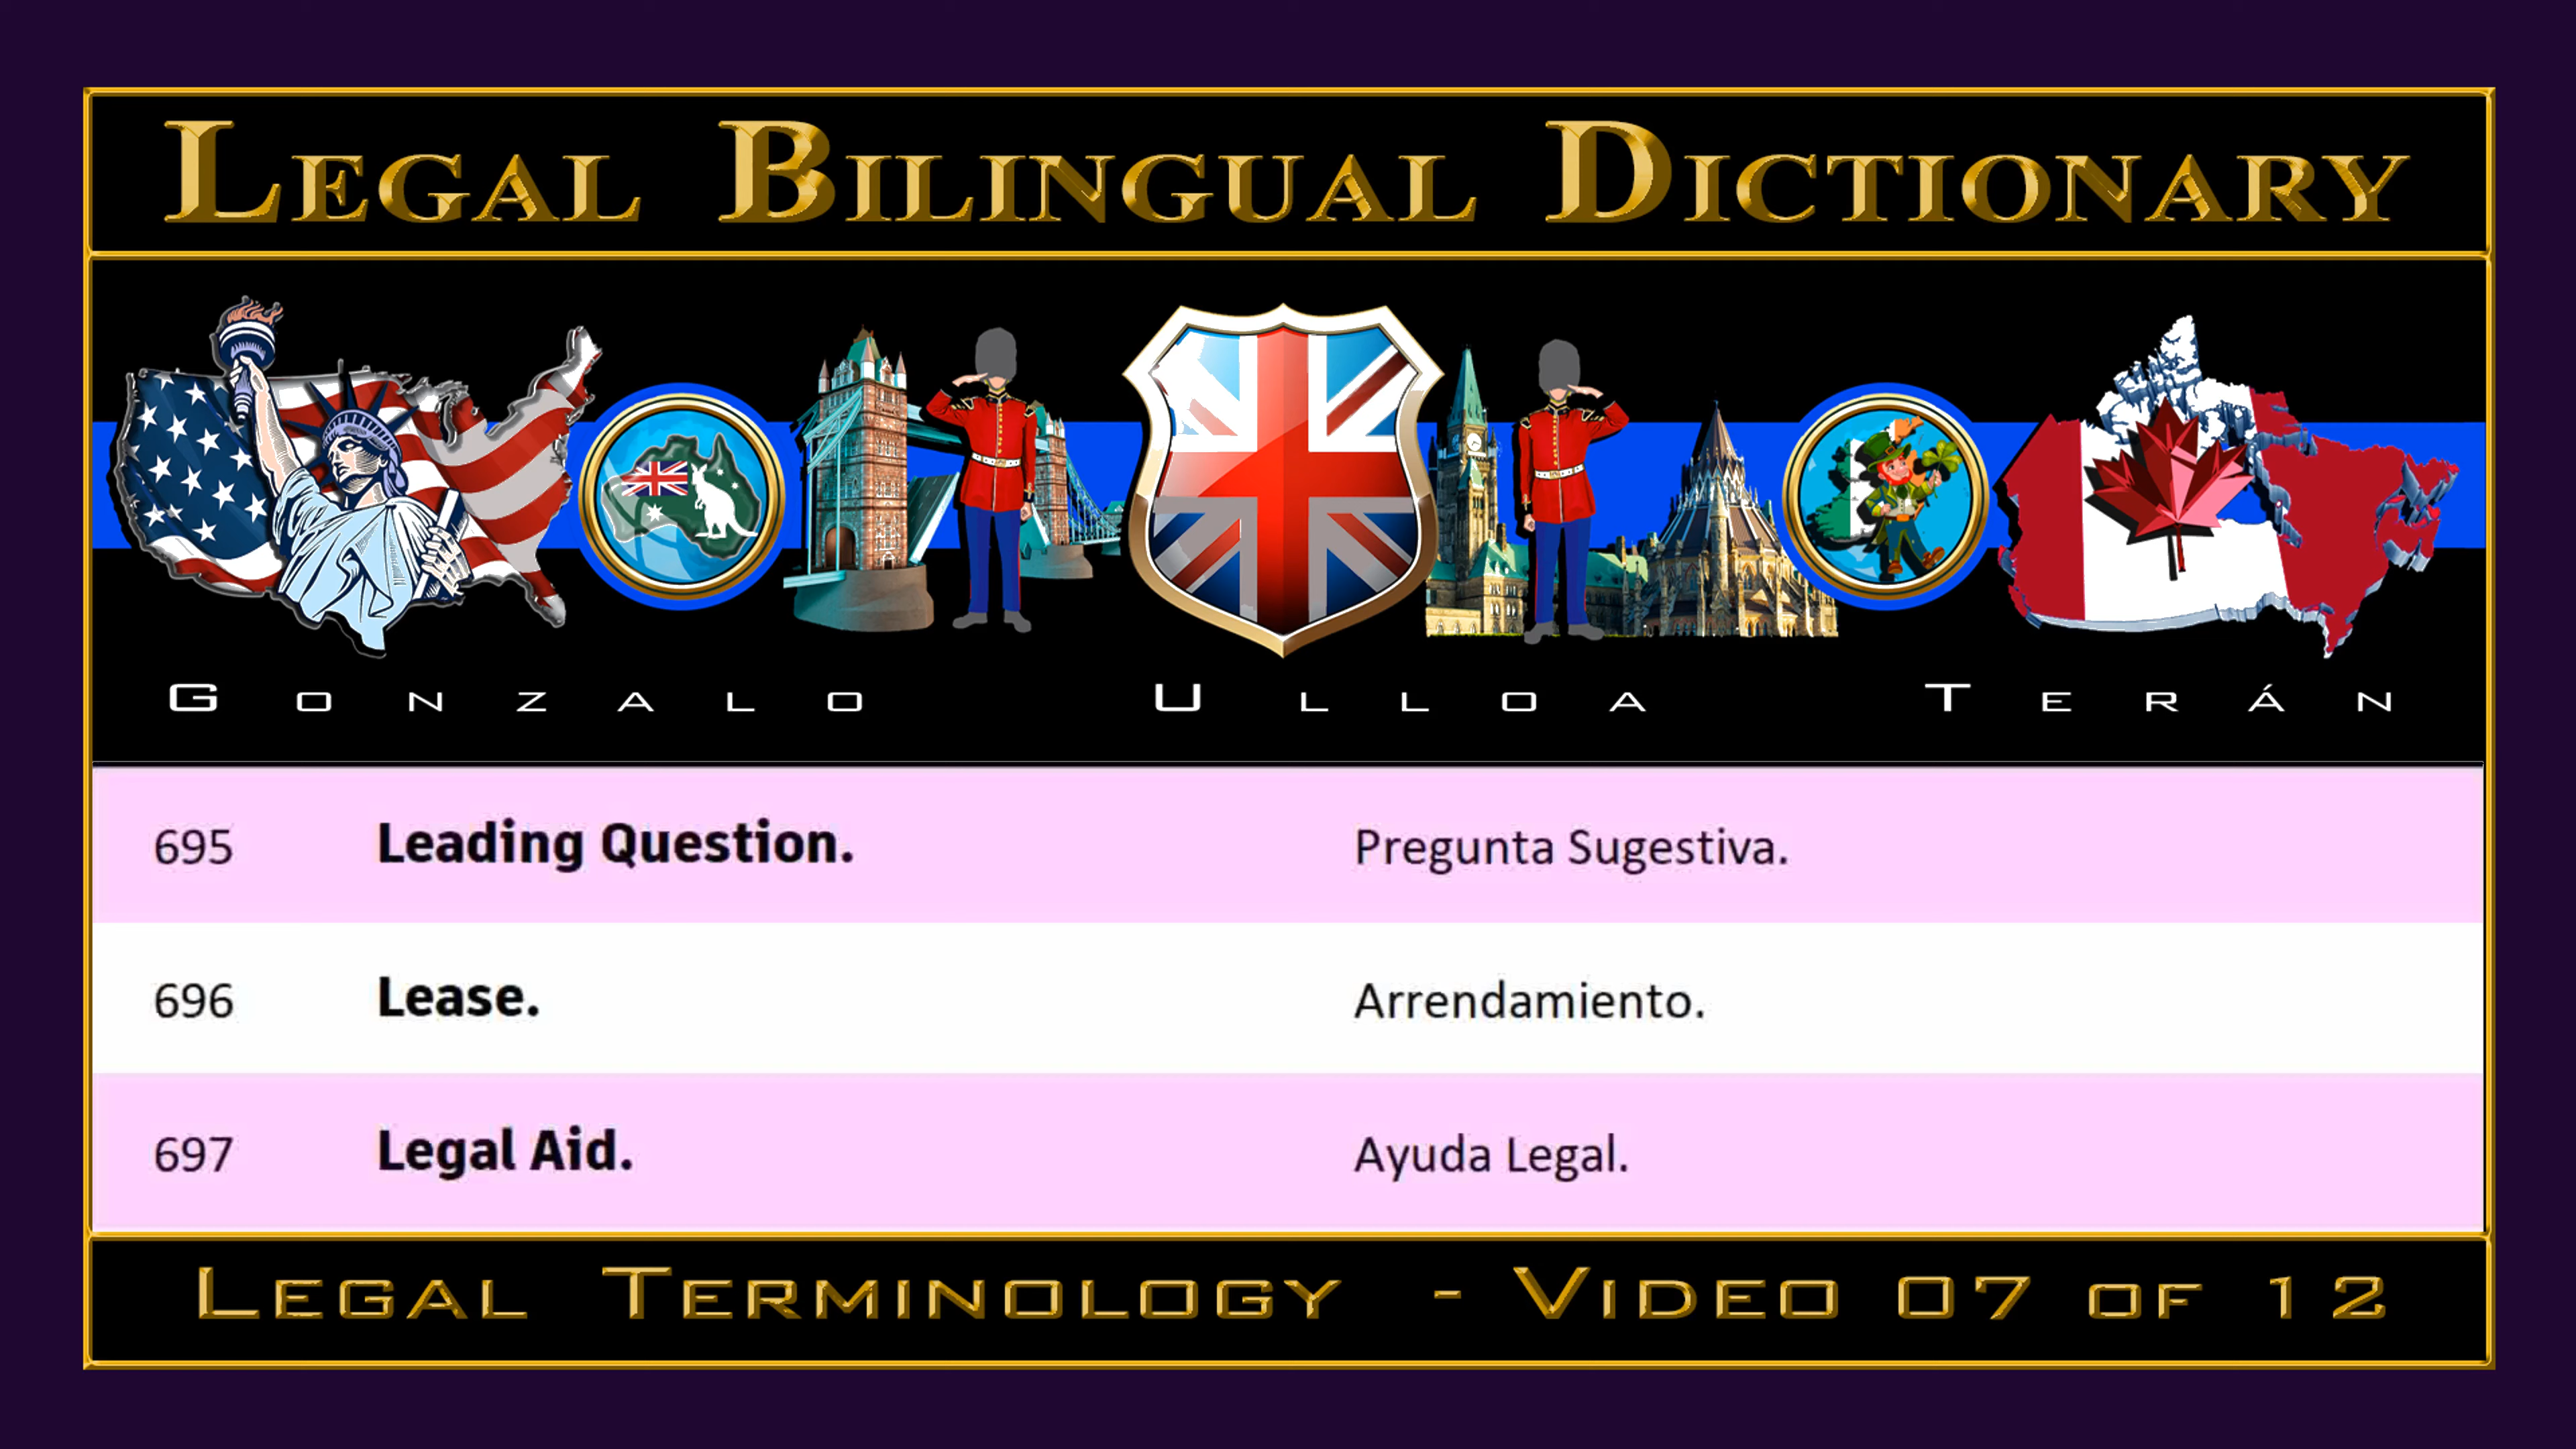 Legal Bilingual Dictionary
Gonzalo Ulloa Terán
695 Leading Question. Pregunta Sugestiva.
696 Lease. Arrendamiento.
697 Legal Aid. Ayuda Legal.
Legal Terminology - Video 07 of 12